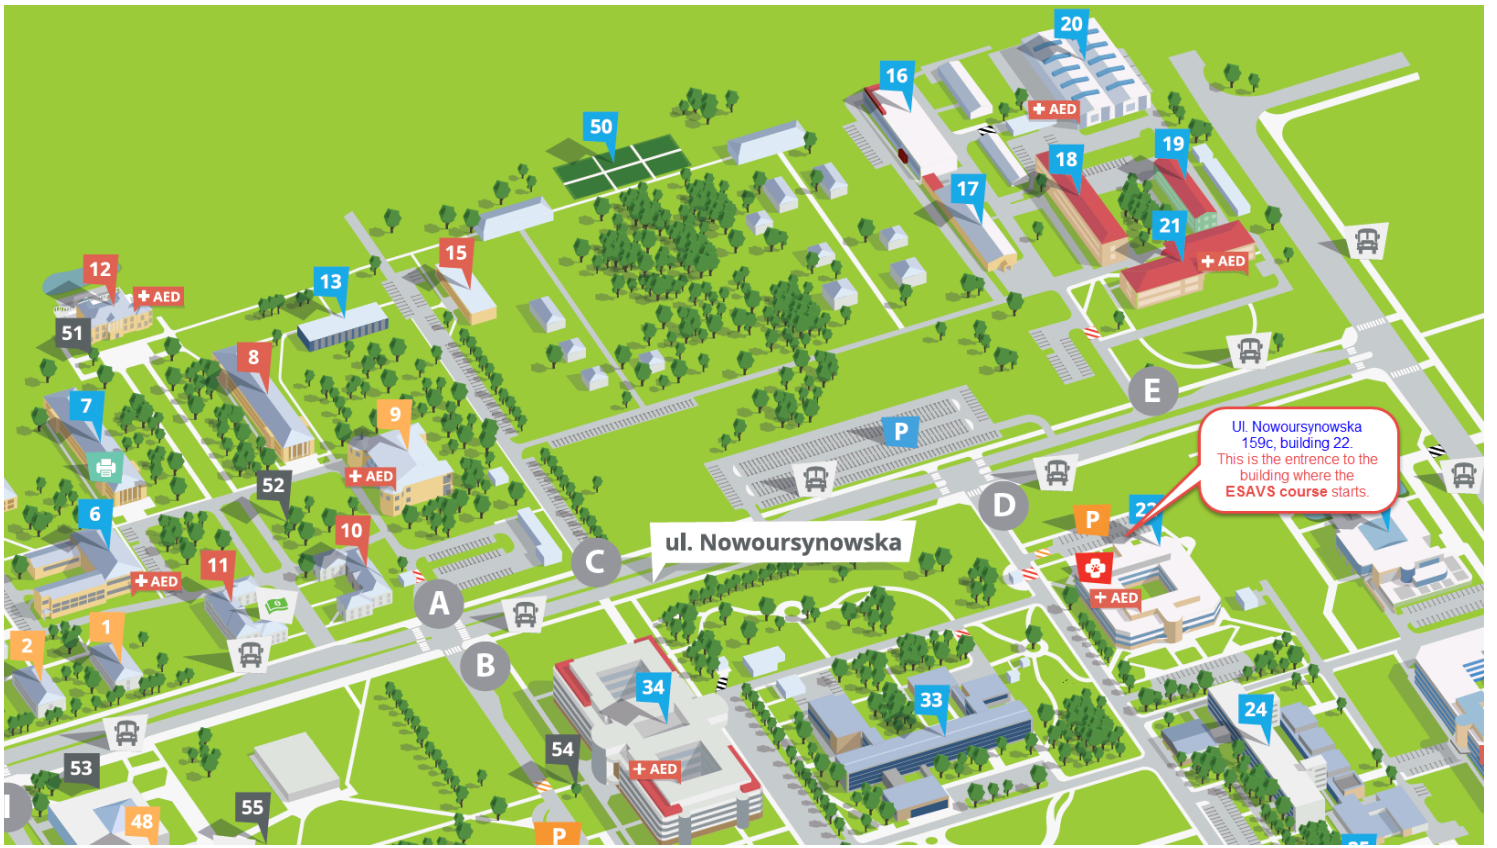 20
16
+ AED
50
19
18
17
21
+ AED
15
12
+ AED
13
51
8
E
7
9
P
Ul. Nowoursynowska
159c, building 22.
This is the entrence to the
building where the
ESAVS course starts.
+ AED
52
D
22
6
P
10
ul. Nowoursynowska
C
11
+ AED
+ AED
A
1
2
B
34
33
24
54
53
+ AED
55
48
P